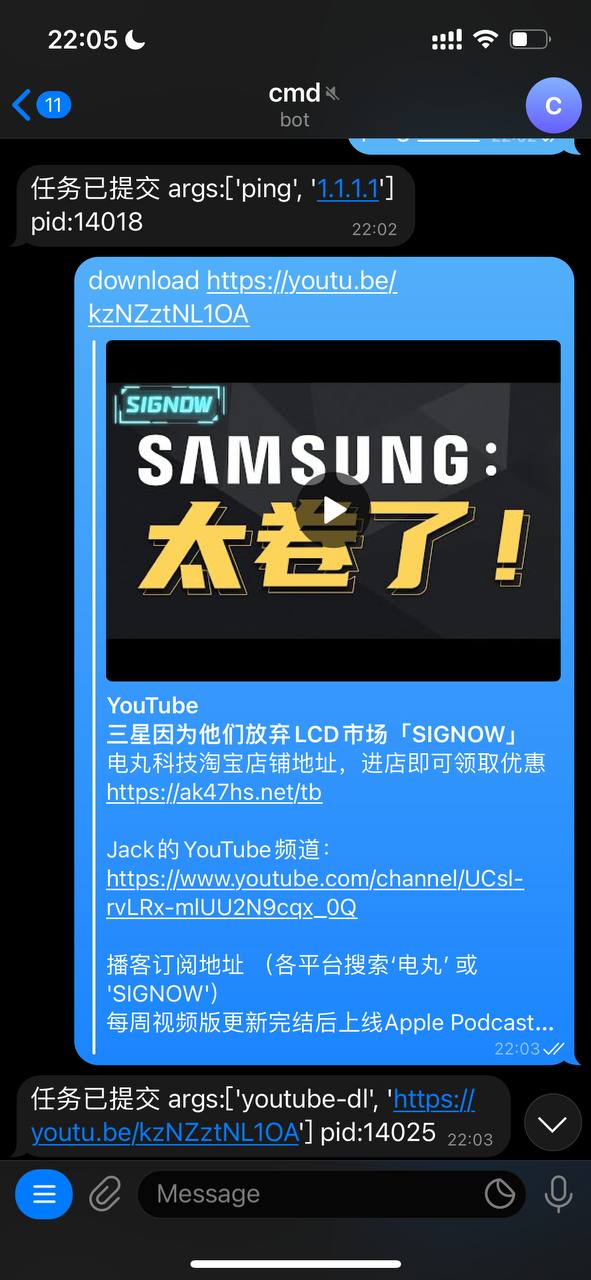 22:05
11
cmd
bot
C
22:02
任务已提交 args:['ping', '1.1.1.1']
pid:14018
22:02
download https://youtu.be/
kzNZztNL1OA
SIGNOW
SAMSUNG:
太卷了!
YouTube
三星因为他们放弃LCD市场「SIGNOW」
电丸科技淘宝店铺地址，进店即可领取优惠
https://ak47hs.net/tb
Jack的YouTube频道：
https://www.youtube.com/channel/UCsl-
rvLRx-mlUU2N9cqx_0Q
播客订阅地址 （各平台搜索‘电丸’ 或
'SIGNOW'）
每周视频版更新完结后上线Apple Podcast...
22:03
任务已提交 args:['youtube-dl', 'https://
youtu.be/kzNZztNL1OA'] pid:14025
22:03
Message